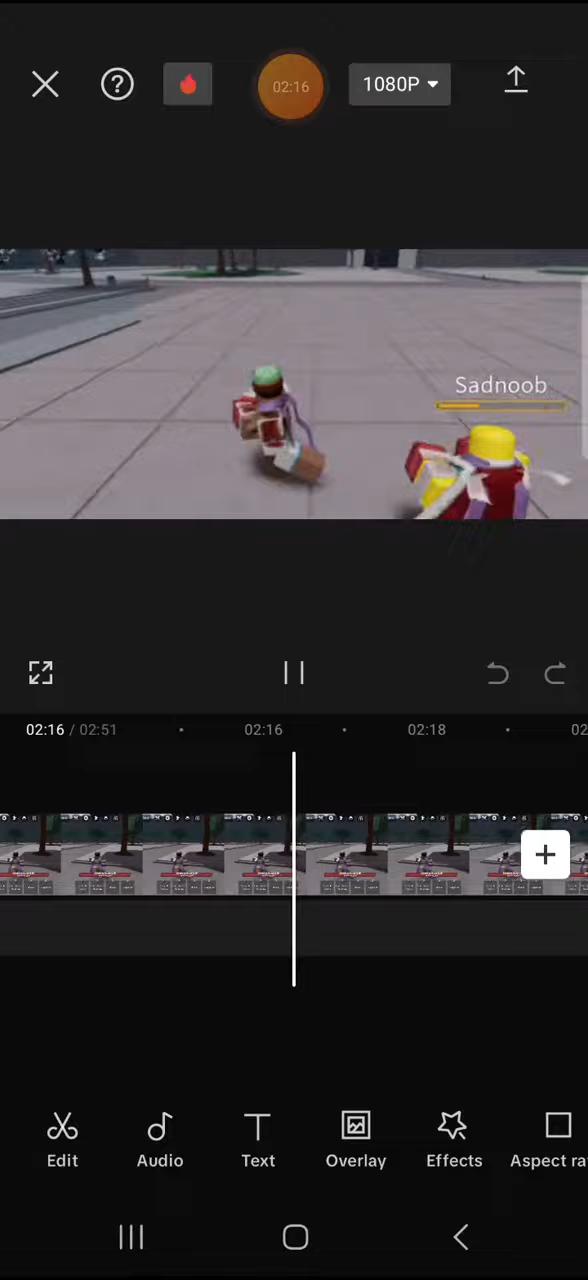 02:16
1080P
Sadnoob
02:16 / 02:51
02:16
02:18
02
Edit
Audio
Text
Overlay
Effects
Aspect ra